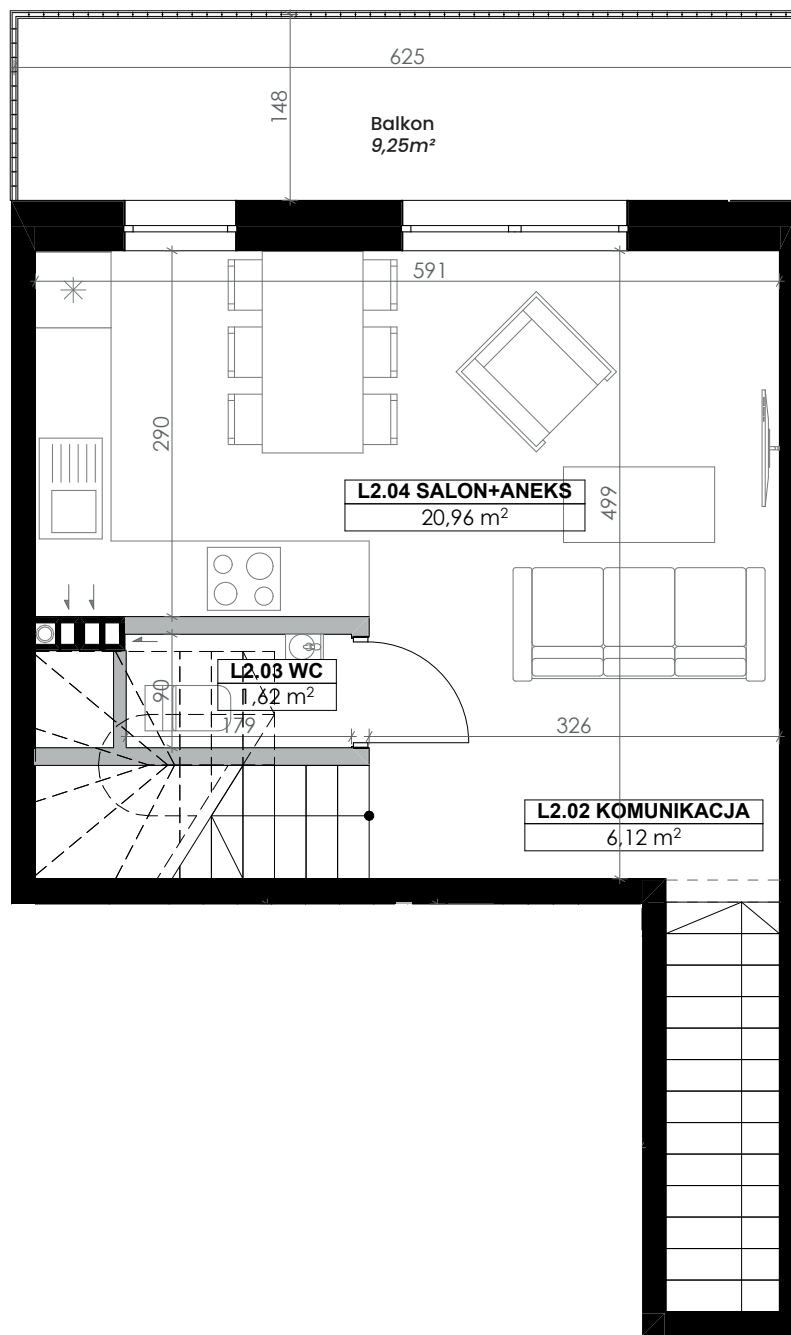 625
148
Balkon
9,25m²
591
290
L2.04 SALON+ANEKS
20,96 m²
499
L2.03 WC
1,62 m²
90
179
326
L2.02 KOMUNIKACJA
6,12 m²